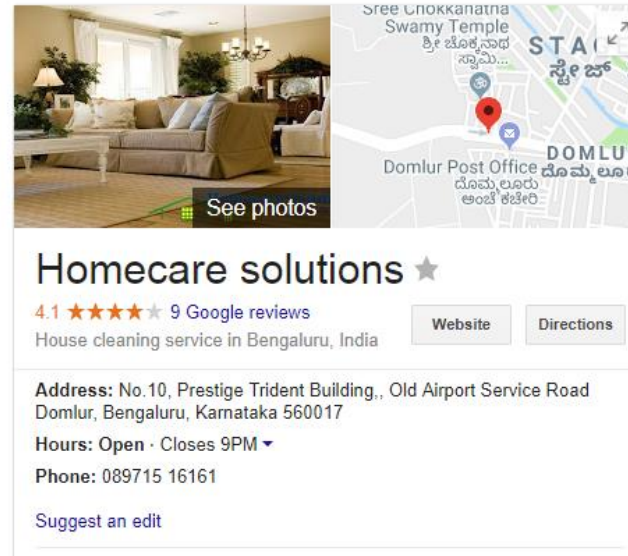 Sree Chokkanatha
Swamy Temple
ಶ್ರೀ ಚೊಕ್ಕನಾಥ
ಸ್ವಾಮಿ...
STAGE
ಸ್ಟೇಜ್
DOMLU
ದೊಮ್ಮಲೂರು
Domlur Post Office
ದೊಮ್ಮಲೂರು
ಅಂಚೆ ಕಚೇರಿ
See photos
Homecare solutions
4.1 ★★★★★ 9 Google reviews
House cleaning service in Bengaluru, India
Website
Directions
Address: No.10, Prestige Trident Building,, Old Airport Service Road
Domlur, Bengaluru, Karnataka 560017
Hours: Open · Closes 9PM
Phone: 089715 16161
Suggest an edit